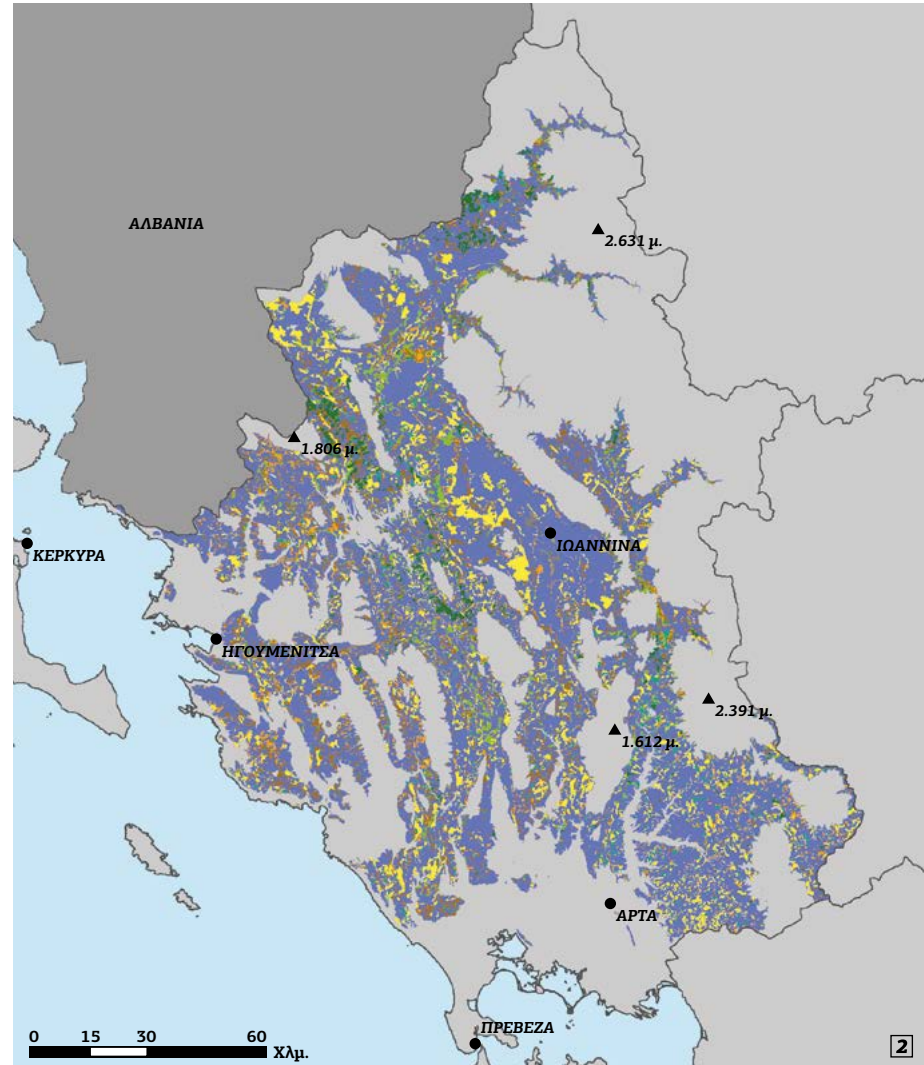 ΑΛΒΑΝΙΑ
2.631 μ.
1.806 μ.
ΚΕΡΚΥΡΑ
ΙΩΑΝΝΙΝΑ
ΗΓΟΥΜΕΝΙΤΣΑ
2.391 μ.
1.612 μ.
ΑΡΤΑ
ΠΡΕΒΕΖΑ
0 15 30 60 Χλμ.
2